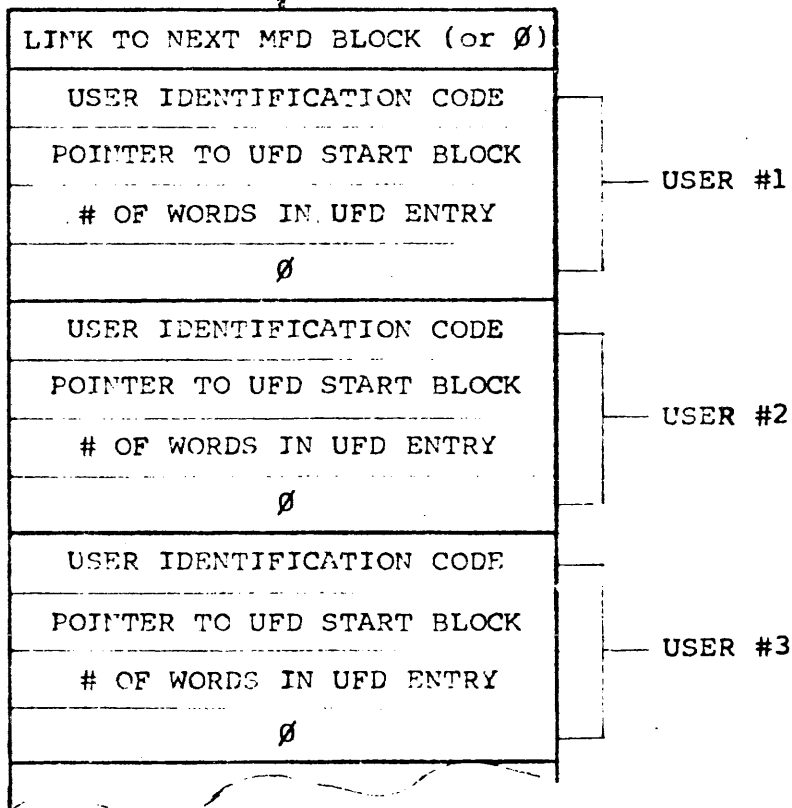 LINK TO NEXT MFD BLOCK (or Ø)
USER IDENTIFICATION CODE
POINTER TO UFD START BLOCK
# OF WORDS IN UFD ENTRY
Ø
USER #1
USER IDENTIFICATION CODE
POINTER TO UFD START BLOCK
# OF WORDS IN UFD ENTRY
Ø
USER #2
USER IDENTIFICATION CODE
POINTER TO UFD START BLOCK
# OF WORDS IN UFD ENTRY
Ø
USER #3